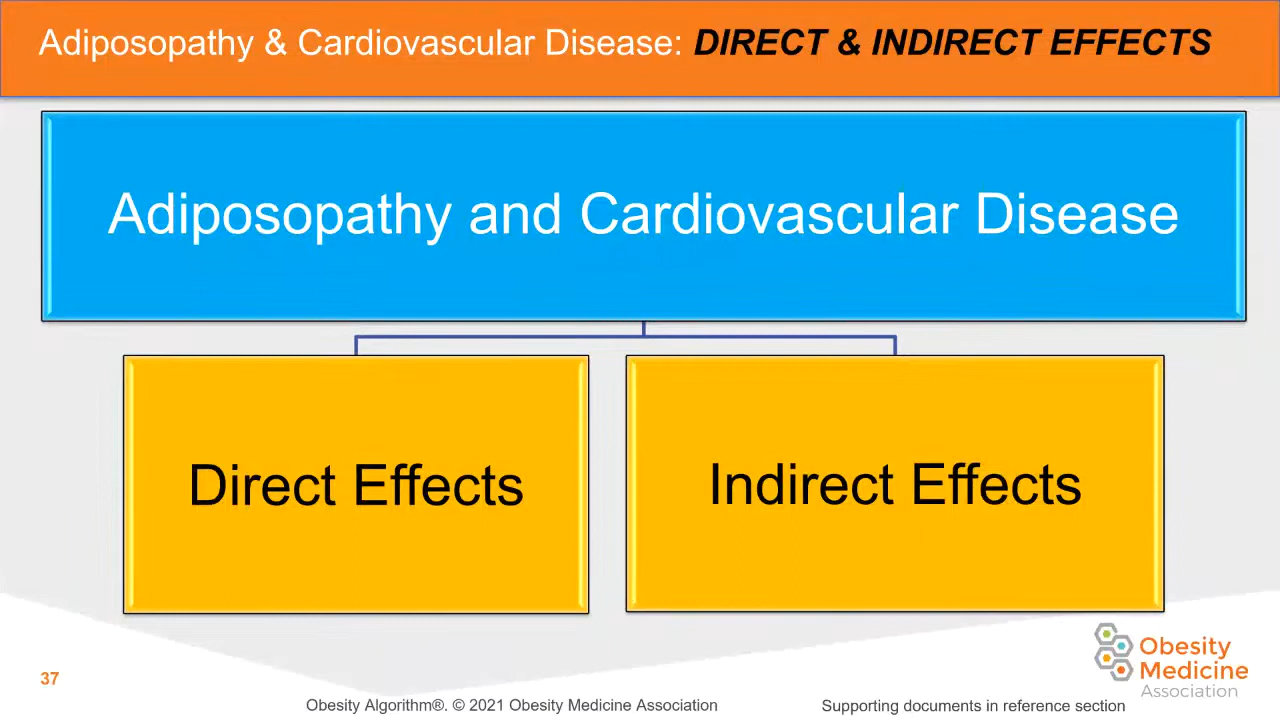 Adiposopathy & Cardiovascular Disease: DIRECT & INDIRECT EFFECTS
Adiposopathy and Cardiovascular Disease
Direct Effects
Indirect Effects
37
Obesity Algorithm®. © 2021 Obesity Medicine Association
Supporting documents in reference section
Obesity
Medicine
Association